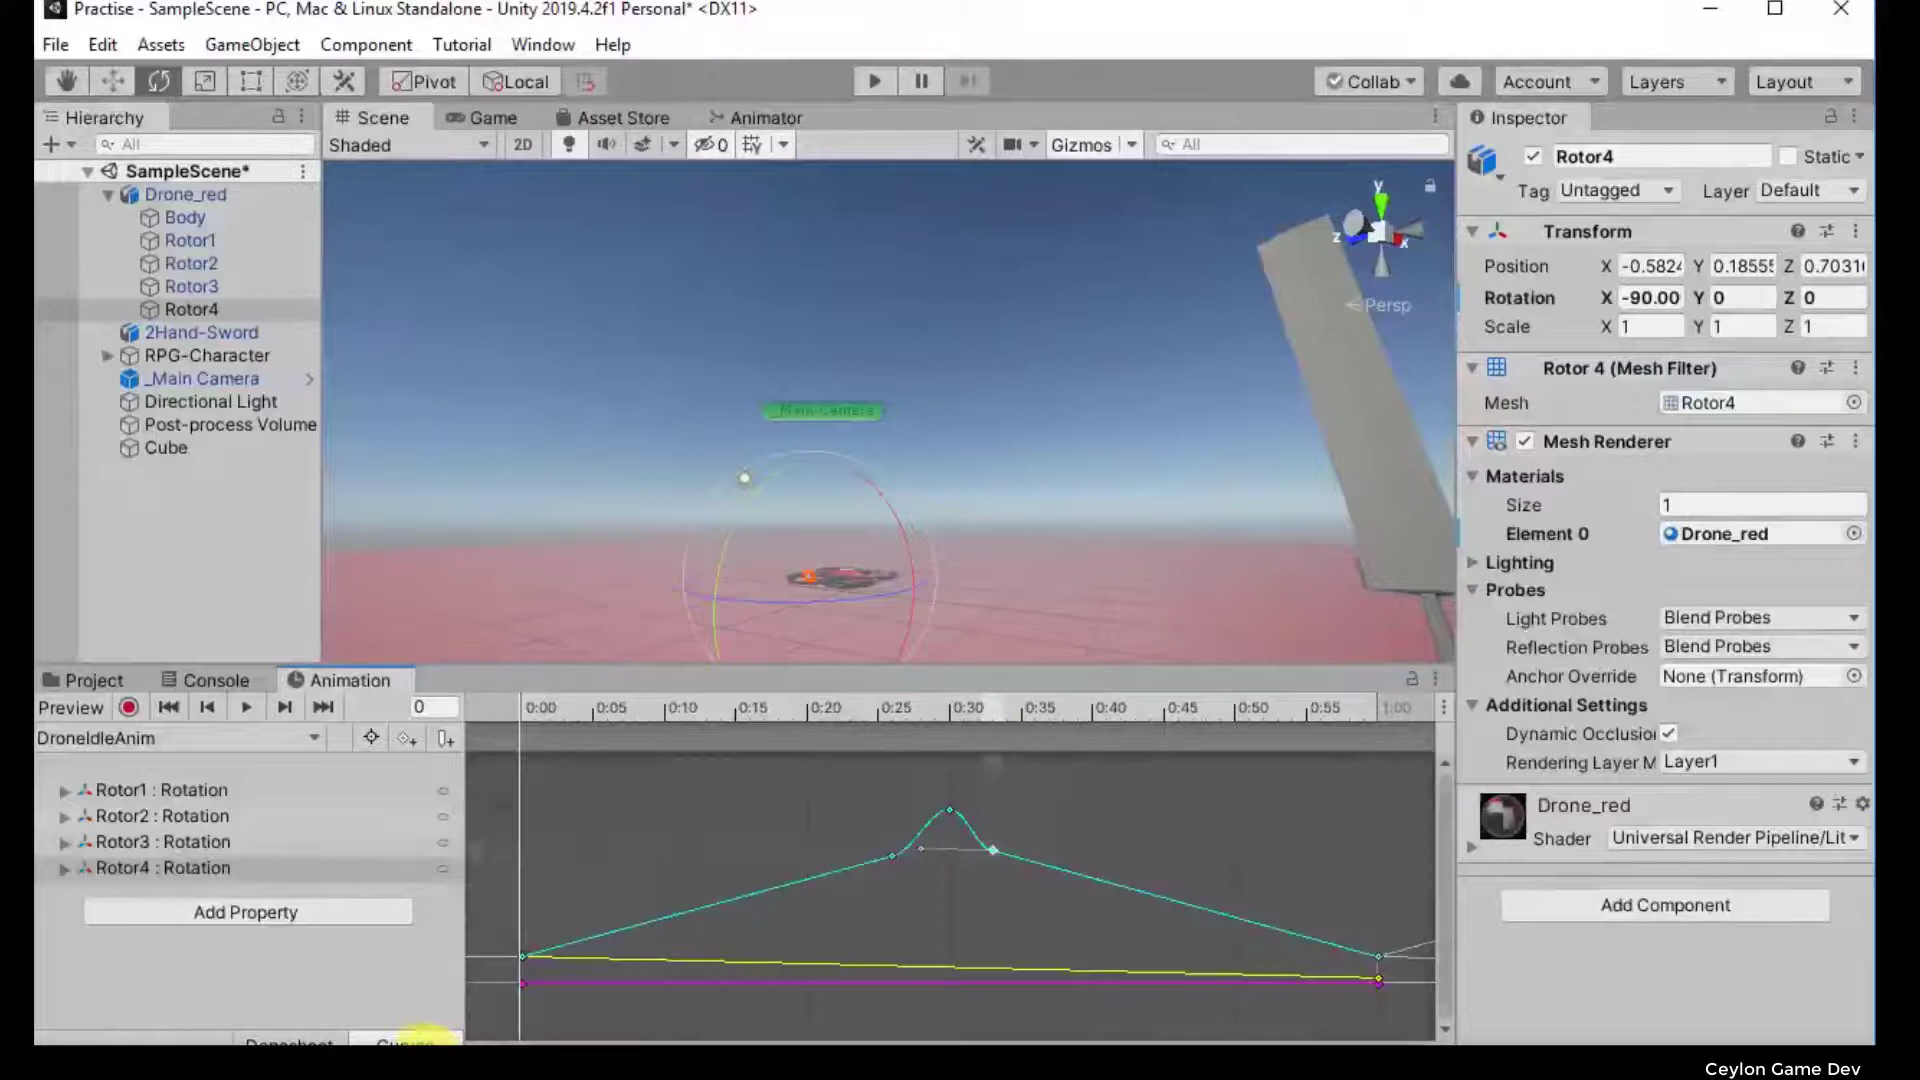 Practise - SampleScene - PC, Mac & Linux Standalone - Unity 2019.4.2f1 Personal* <DX11>
File Edit Assets GameObject Component Tutorial Window Help
Pivot Local Collab Account Layers Layout
Hierarchy
All
SampleScene*
Drone_red
Body
Rotor1
Rotor2
Rotor3
Rotor4
2Hand-Sword
RPG-Character
_Main Camera
Directional Light
Post-process Volume
Cube
Scene Game Asset Store Animator
Shaded 2D 0 Gizmos All
y
z
x
Persp
_Main Camera
Inspector
Rotor4 Static
Tag Untagged Layer Default
Transform
Position X -0.5824 Y 0.18555 Z 0.7031
Rotation X -90.00 Y 0 Z 0
Scale X 1 Y 1 Z 1
Rotor 4 (Mesh Filter)
Mesh Rotor4
Mesh Renderer
Materials
Size 1
Element 0 Drone_red
Lighting
Probes
Light Probes Blend Probes
Reflection Probes Blend Probes
Anchor Override None (Transform)
Additional Settings
Dynamic Occlusio
Rendering Layer M Layer1
Drone_red
Shader Universal Render Pipeline/Lit
Add Component
Project Console Animation
Preview 0
0:00 0:05 0:10 0:15 0:20 0:25 0:30 0:35 0:40 0:45 0:50 0:55 1:00
DroneIdleAnim
Rotor1 : Rotation
Rotor2 : Rotation
Rotor3 : Rotation
Rotor4 : Rotation
Add Property
Dopesheet Curves
Ceylon Game Dev